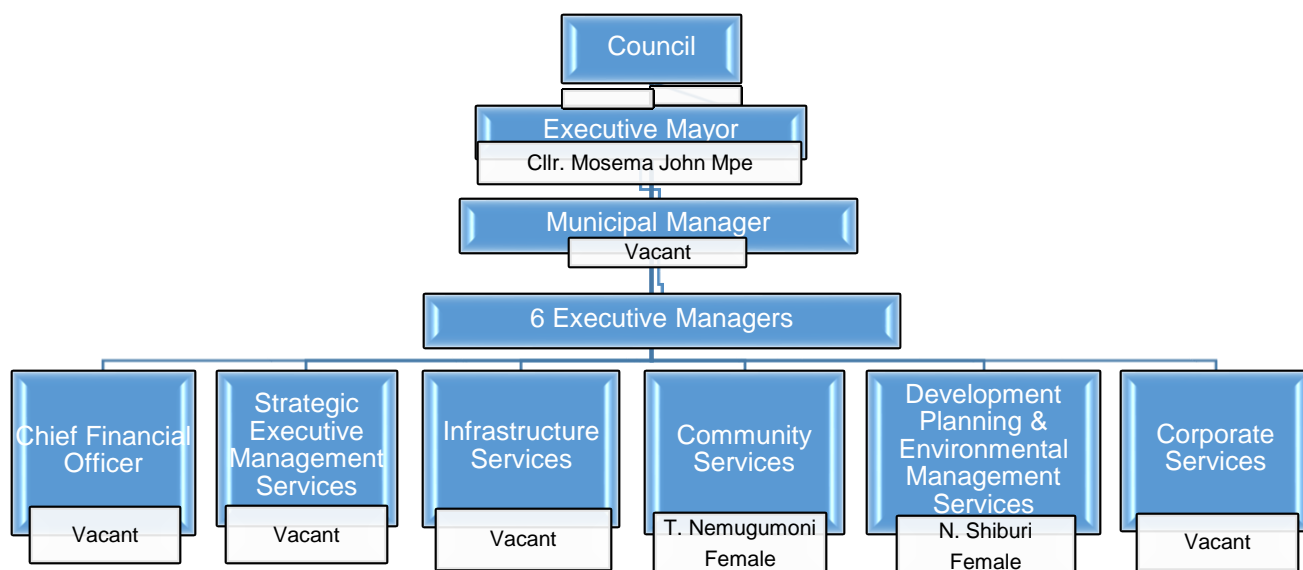 Council
Executive Mayor
Cllr. Mosema John Mpe
Municipal Manager
Vacant
6 Executive Managers
Chief Financial
Officer
Vacant
Strategic
Executive
Management
Services
Vacant
Infrastructure
Services
Vacant
Community
Services
T. Nemugumoni
Female
Development
Planning &
Environmental
Management
Services
N. Shiburi
Female
Corporate
Services
Vacant